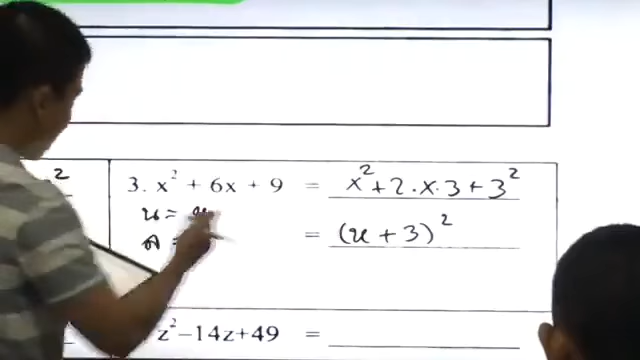 2
3. x² + 6x + 9 = x² + 2·x·3 + 3²
= (x + 3)²
z² − 14z + 49 =